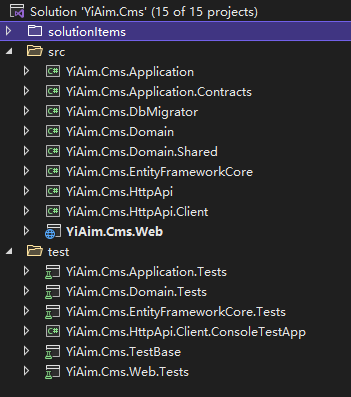 Solution 'YiAim.Cms' (15 of 15 projects)
solutionItems
src
YiAim.Cms.Application
YiAim.Cms.Application.Contracts
YiAim.Cms.DbMigrator
YiAim.Cms.Domain
YiAim.Cms.Domain.Shared
YiAim.Cms.EntityFrameworkCore
YiAim.Cms.HttpApi
YiAim.Cms.HttpApi.Client
YiAim.Cms.Web
test
YiAim.Cms.Application.Tests
YiAim.Cms.Domain.Tests
YiAim.Cms.EntityFrameworkCore.Tests
YiAim.Cms.HttpApi.Client.ConsoleTestApp
YiAim.Cms.TestBase
YiAim.Cms.Web.Tests